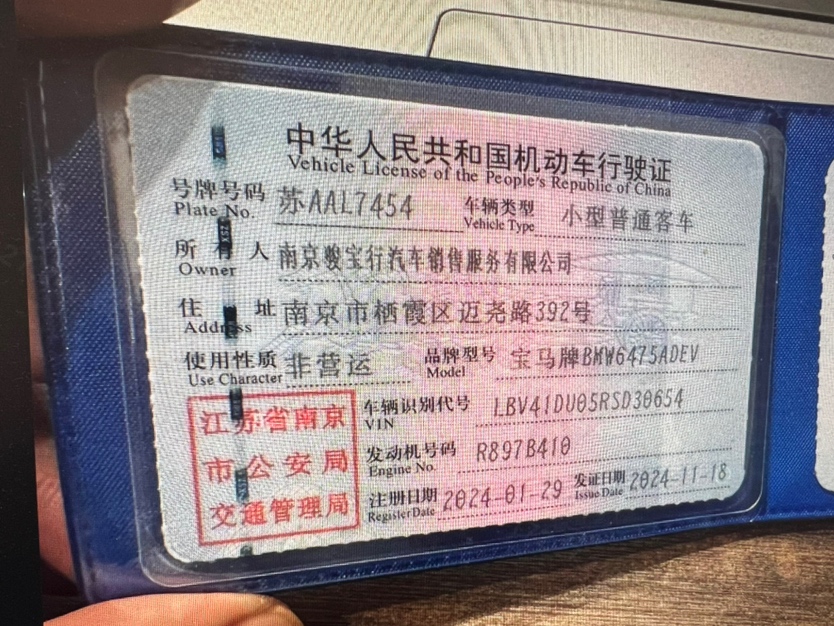 中华人民共和国机动车行驶证
Vehicle License of the People's Republic of China
号牌号码 苏AAL7454 车辆类型 小型普通客车
Plate No. Vehicle Type
所有人 南京骏宝行汽车销售服务有限公司
Owner
住址 南京市栖霞区迈尧路392号
Address
使用性质 非营运 品牌型号 宝马牌BMW6475ADEV
Use Character Model
江苏省南京
市公安局
交通管理局
车辆识别代号 LBV41DU05RSD30654
VIN
发动机号码 R897B410
Engine No.
注册日期 2024-01-29 发证日期 2024-11-18
Register Date Issue Date